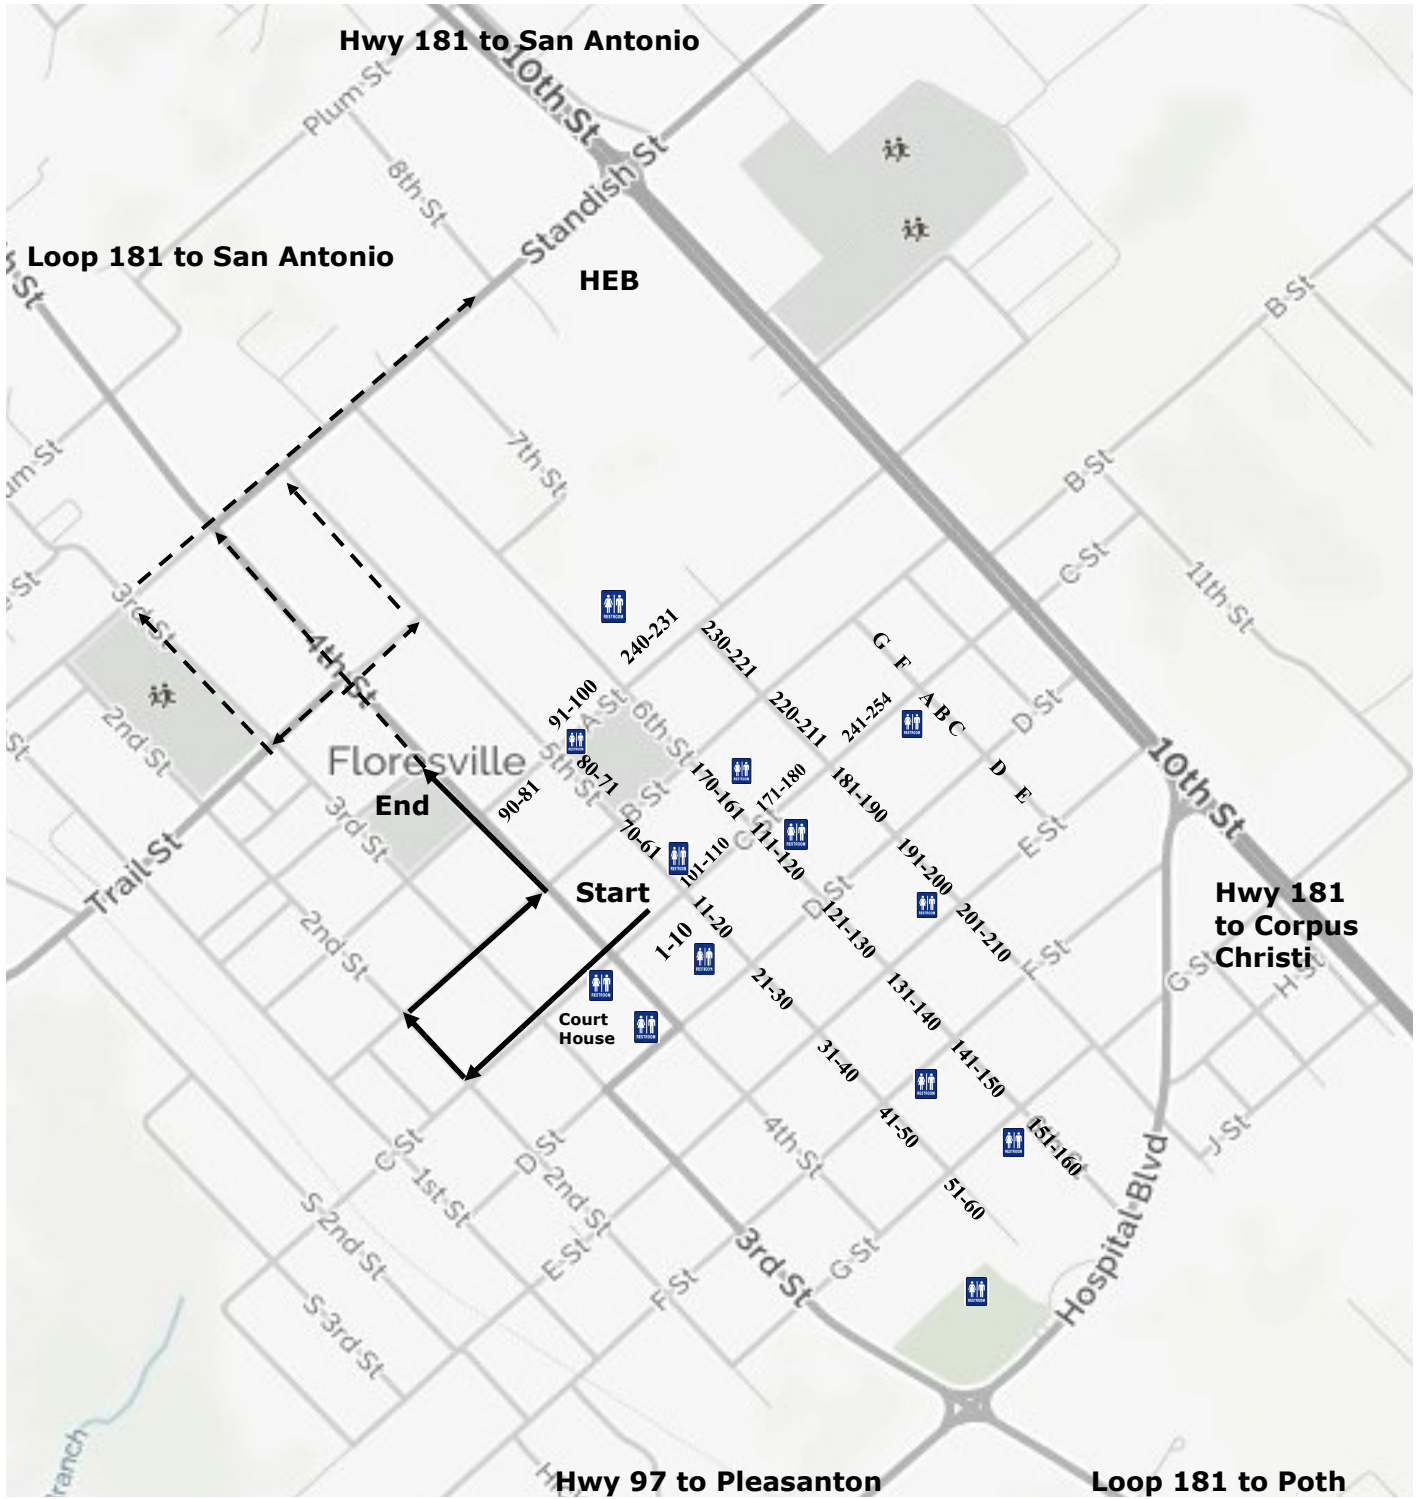 Hwy 181 to San Antonio
10th St
Plum St
8th St
Standish St
Loop 181 to San Antonio
HEB
B St
7th St
B St
C St
11th St
3rd St
4th St
2nd St
240-231
230-221
G
F
A
B
C
D
E
91-100
A St
6th St
220-211
241-254
D St
RESTROOM
Floresville
5th St
80-71
B St
170-161
171-180
181-190
10th St
End
90-81
3rd St
70-61
C St
111-120
E St
Trail St
101-110
191-200
Start
D St
Hwy 181
to Corpus
Christi
11-20
121-130
201-210
2nd St
1-10
F St
G St
H St
21-30
131-140
Court
House
31-40
141-150
4th St
41-50
151-160
J St
C St
D St
1st St
2nd St
51-60
S 2nd St
E St
F St
3rd St
G St
Hospital Blvd
S 3rd St
Branch
Hwy 97 to Pleasanton
Loop 181 to Poth